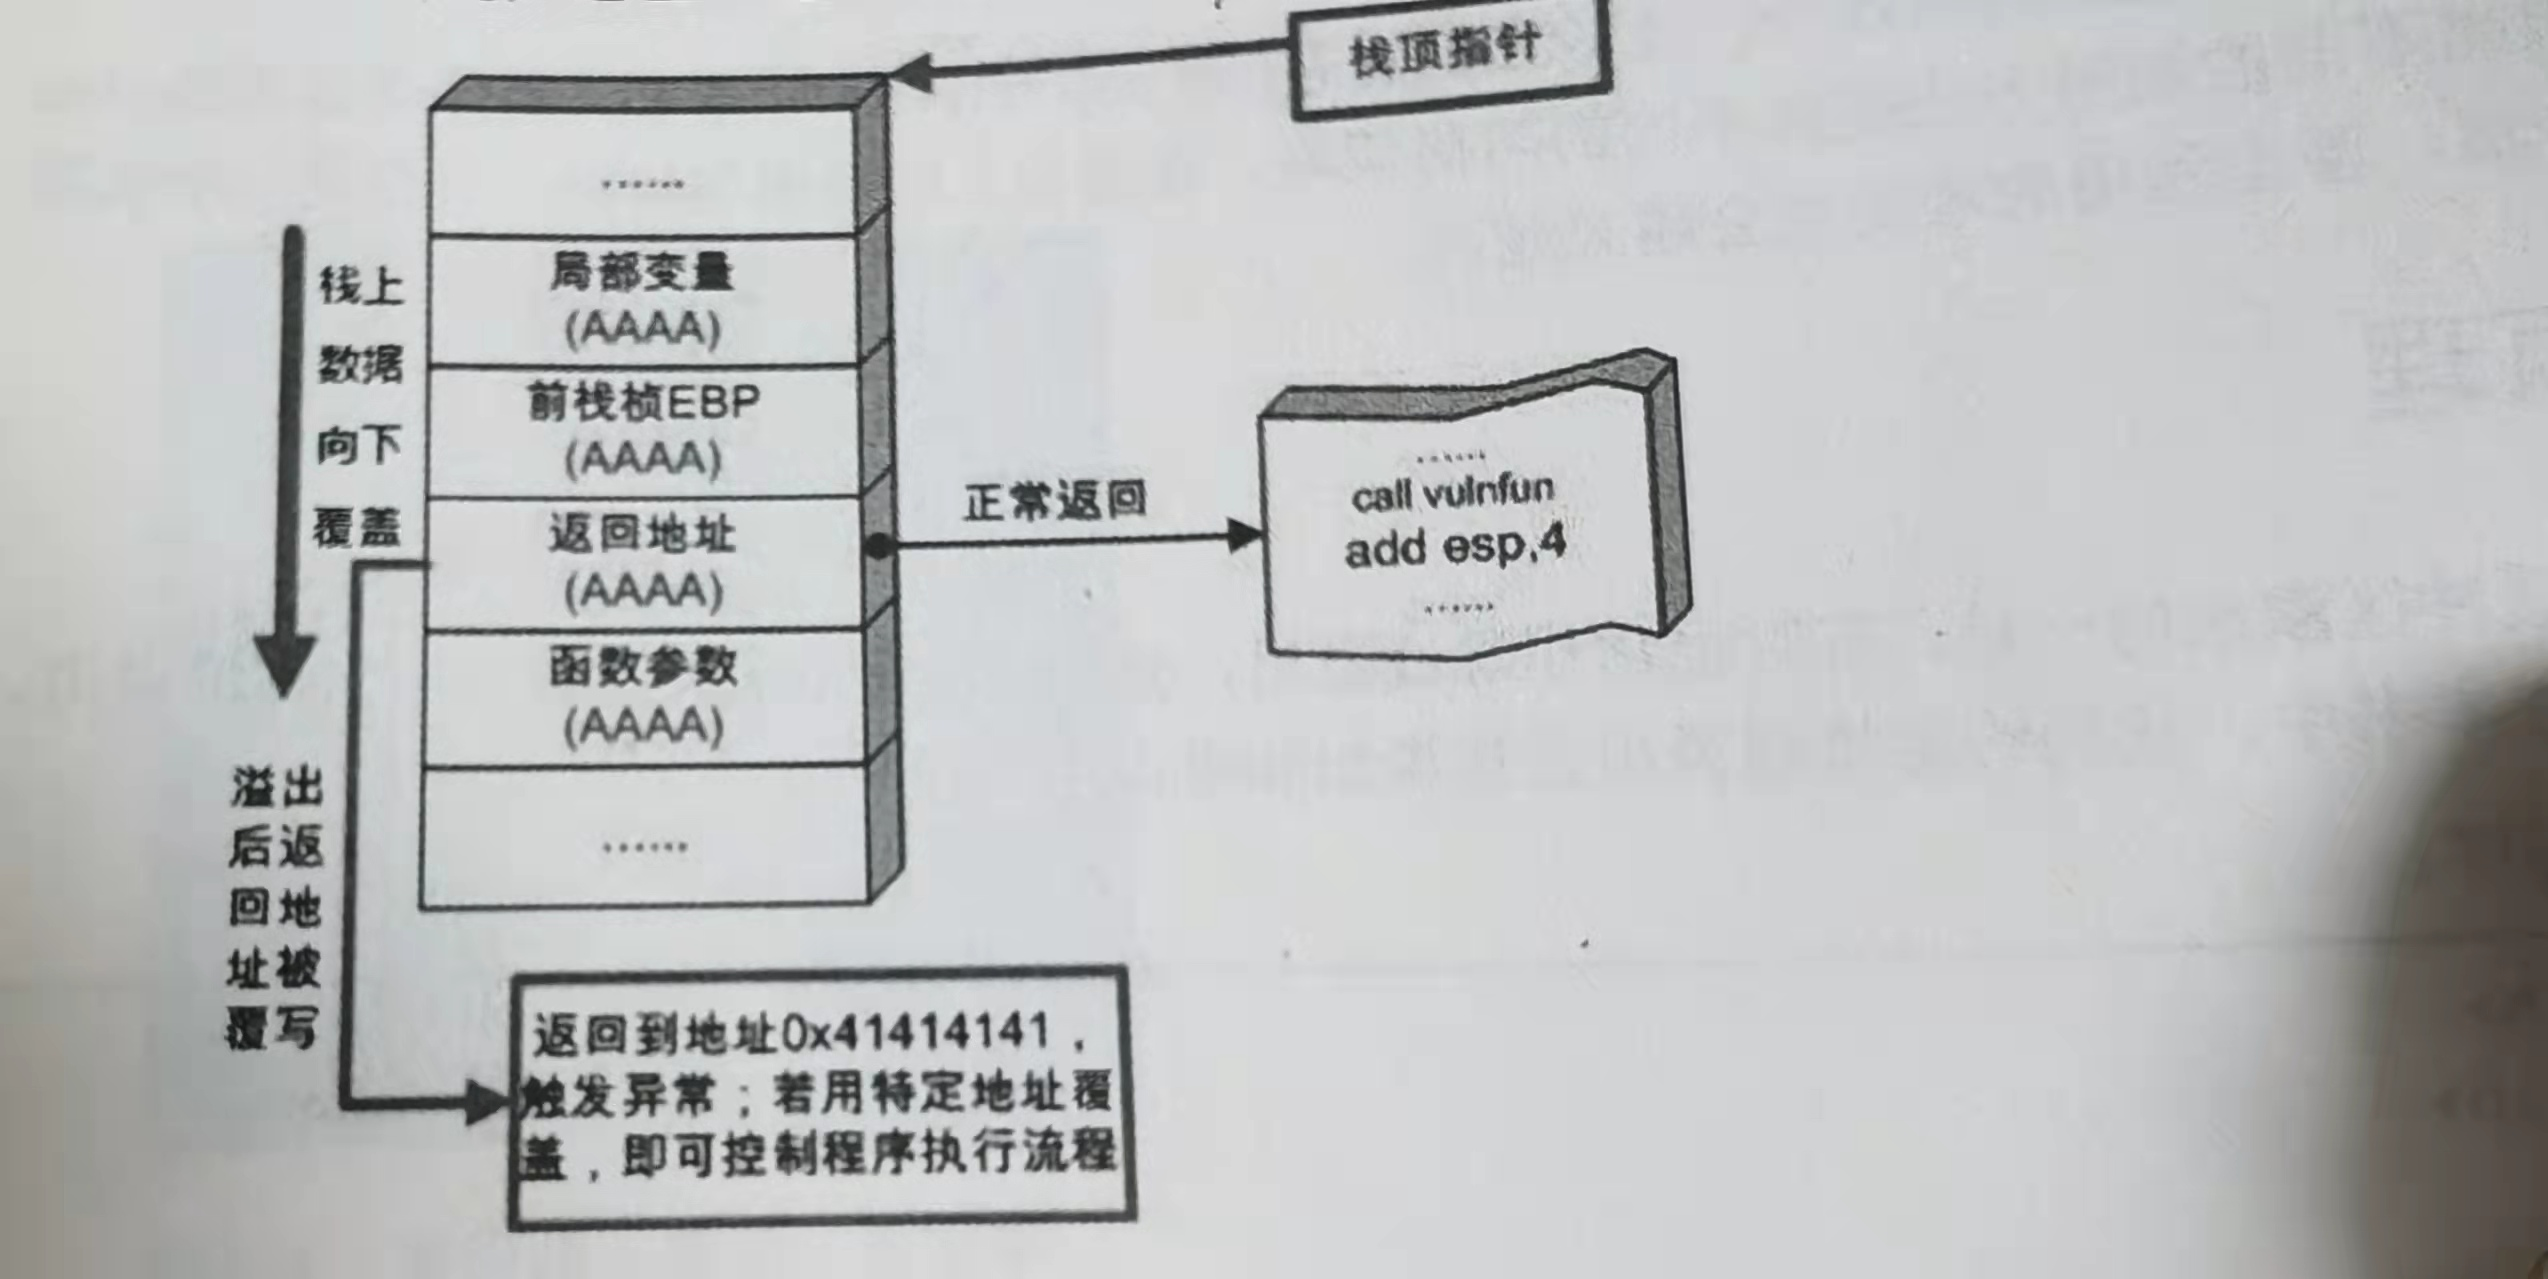 栈顶指针
......
局部变量
(AAAA)
前栈桢EBP
(AAAA)
返回地址
(AAAA)
函数参数
(AAAA)
......
栈上
数据
向下
覆盖
正常返回
......
call vulnfun
add esp,4
......
溢出
后返
回地
址被
覆写
返回到地址0x41414141，
触发异常；若用特定地址覆
盖，即可控制程序执行流程